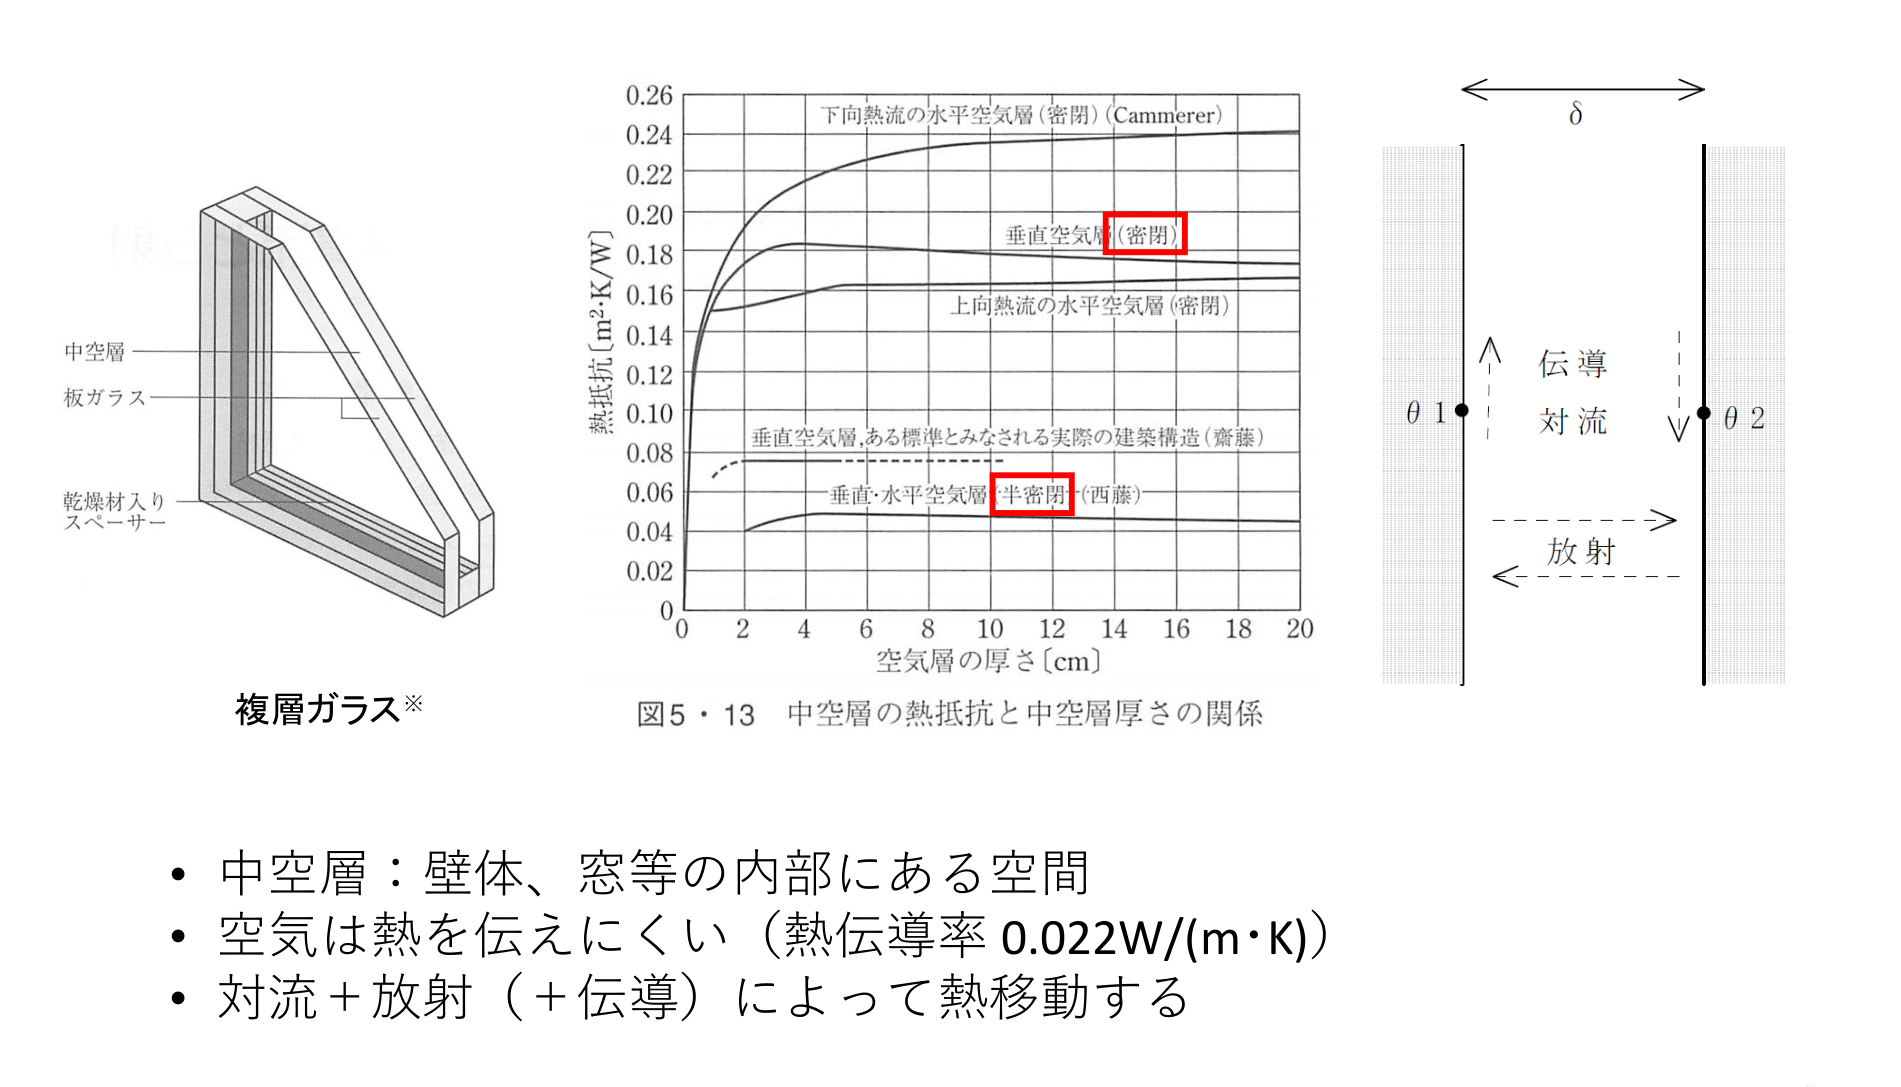 中空層
板ガラス
乾燥材入り
スペーサー
複層ガラス※
熱抵抗〔m²·K/W〕
0.26
0.24
0.22
0.20
0.18
0.16
0.14
0.12
0.10
0.08
0.06
0.04
0.02
0
下向熱流の水平空気層(密閉)(Cammerer)
垂直空気層(密閉)
上向熱流の水平空気層(密閉)
垂直空気層,ある標準とみなされる実際の建築構造(齋藤)
垂直・水平空気層(半密閉)(西藤)
0 2 4 6 8 10 12 14 16 18 20
空気層の厚さ〔cm〕
図5・13 中空層の熱抵抗と中空層厚さの関係
δ
伝導
対流
θ1
θ2
放射
• 中空層：壁体、窓等の内部にある空間
• 空気は熱を伝えにくい（熱伝導率 0.022W/(m・K)）
• 対流＋放射（＋伝導）によって熱移動する